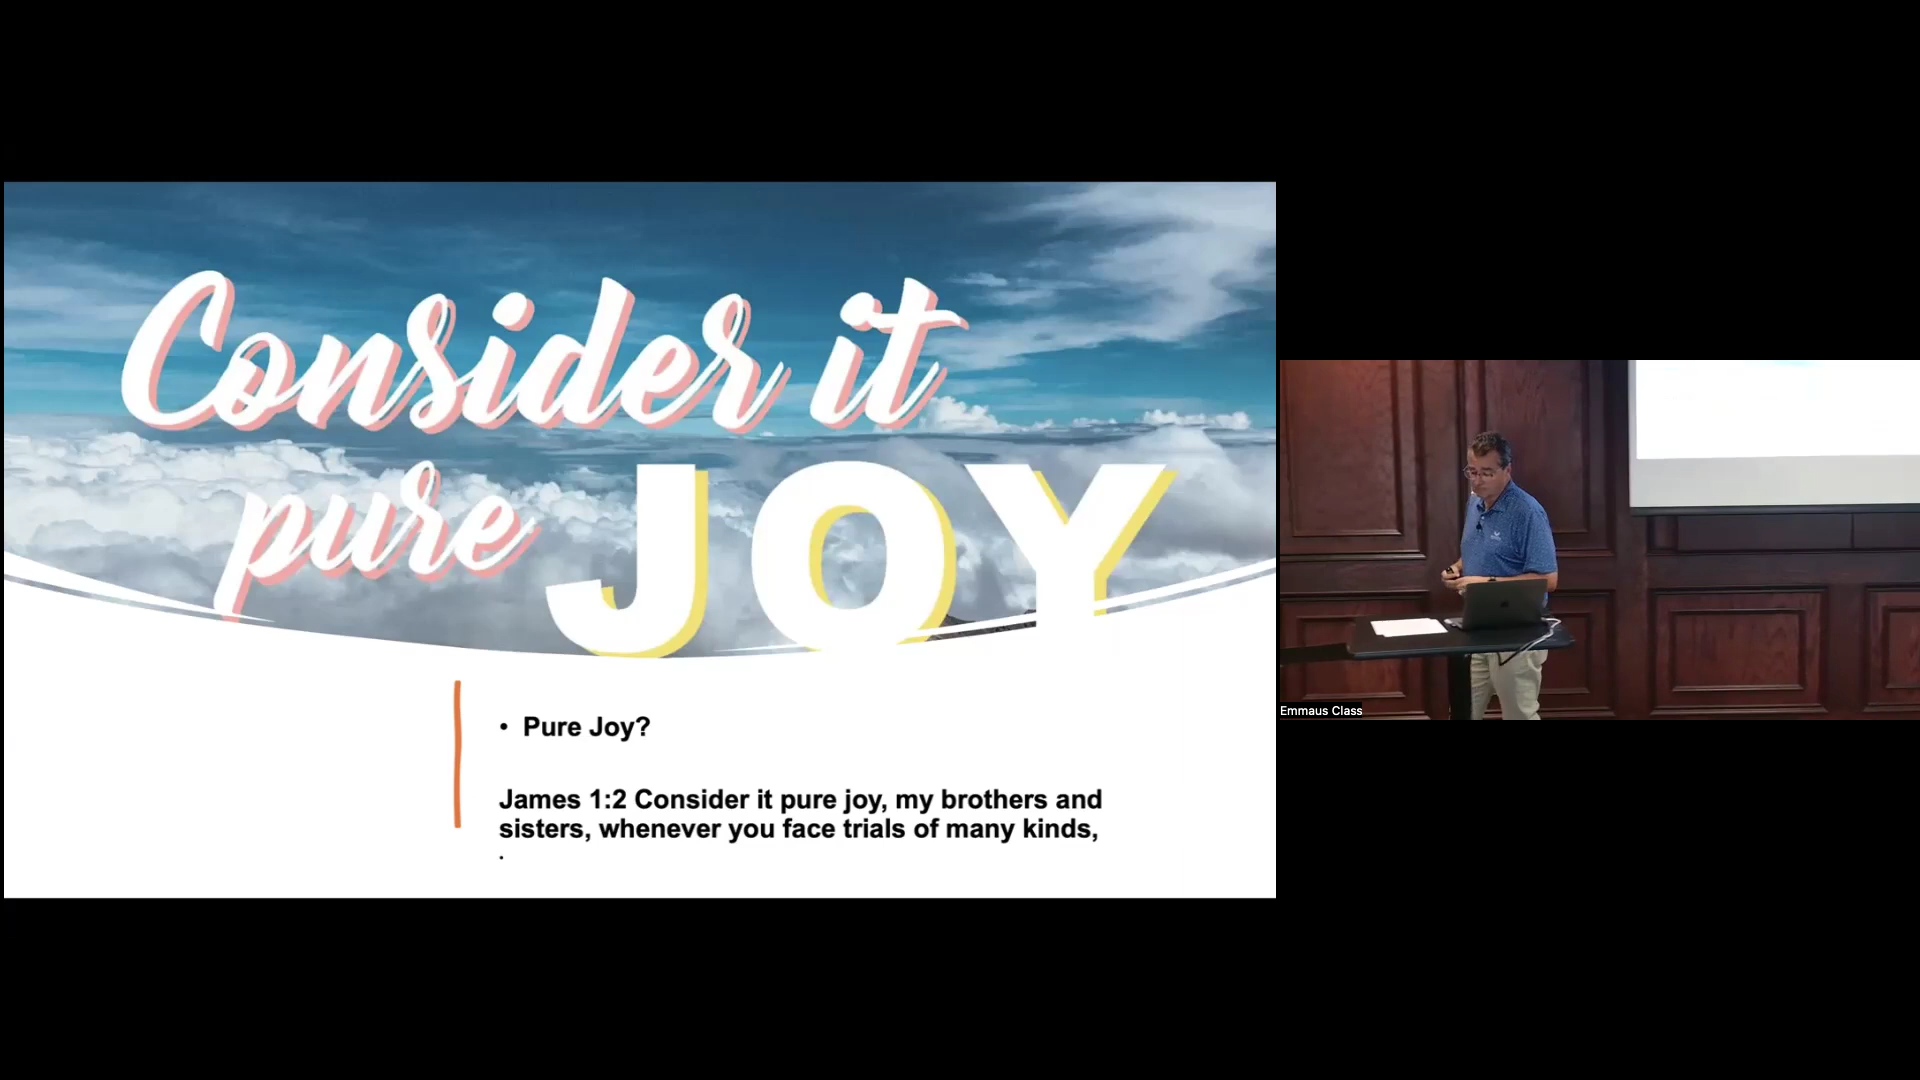 Consider it
pure JOY
• Pure Joy?
James 1:2 Consider it pure joy, my brothers and
sisters, whenever you face trials of many kinds,
.
Emmaus Class